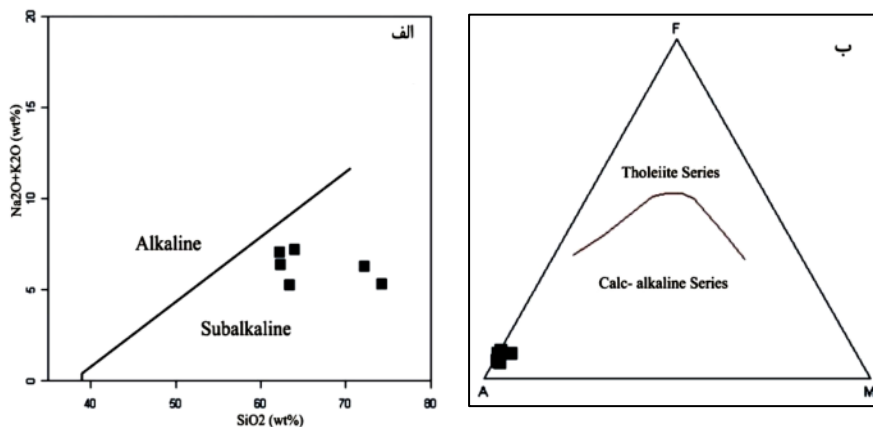 الف
20
15
10
5
0
Na2O+K2O (wt%)
Alkaline
Subalkaline
40
50
60
70
80
SiO2 (wt%)
ب
F
Tholeiite Series
Calc- alkaline Series
A
M